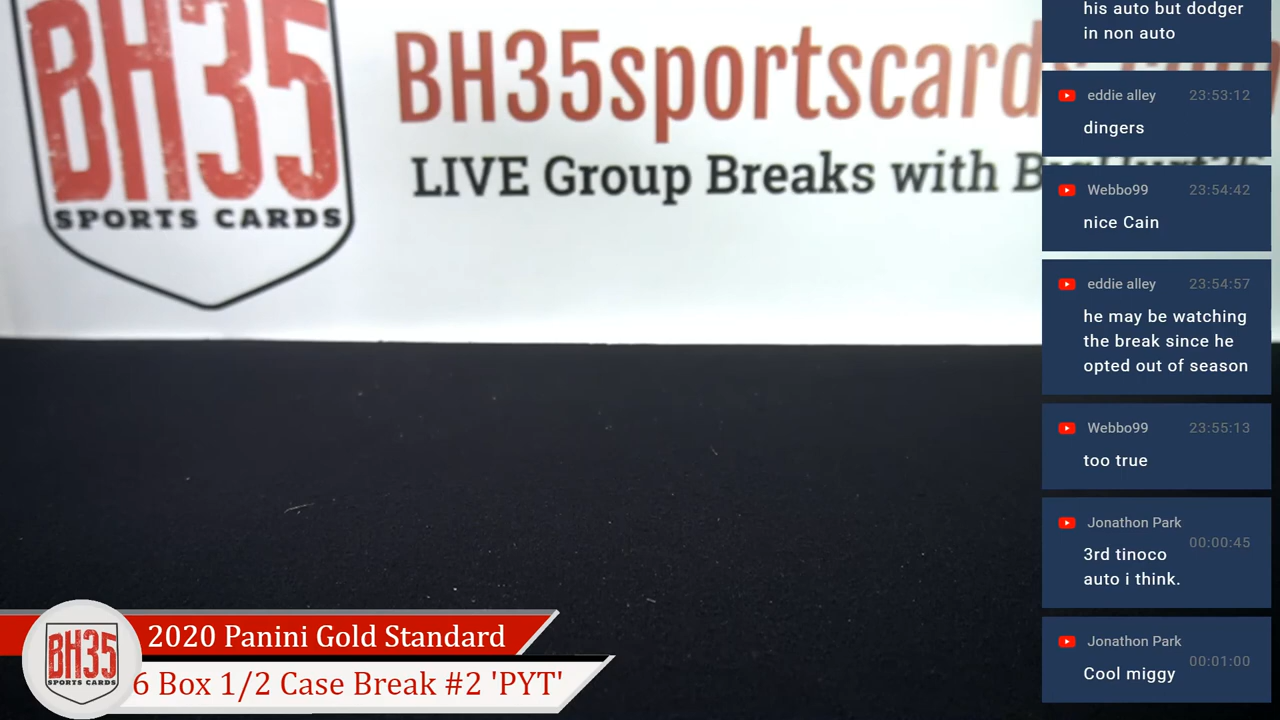 BH35
SPORTS CARDS
BH35sportscards
LIVE Group Breaks with
his auto but dodger
in non auto
eddie alley 23:53:12
dingers
Webbo99 23:54:42
nice Cain
eddie alley 23:54:57
he may be watching
the break since he
opted out of season
Webbo99 23:55:13
too true
Jonathon Park 00:00:45
3rd tinoco
auto i think.
Jonathon Park 00:01:00
Cool miggy
2020 Panini Gold Standard
6 Box 1/2 Case Break #2 'PYT'
BH35
SPORTS CARDS